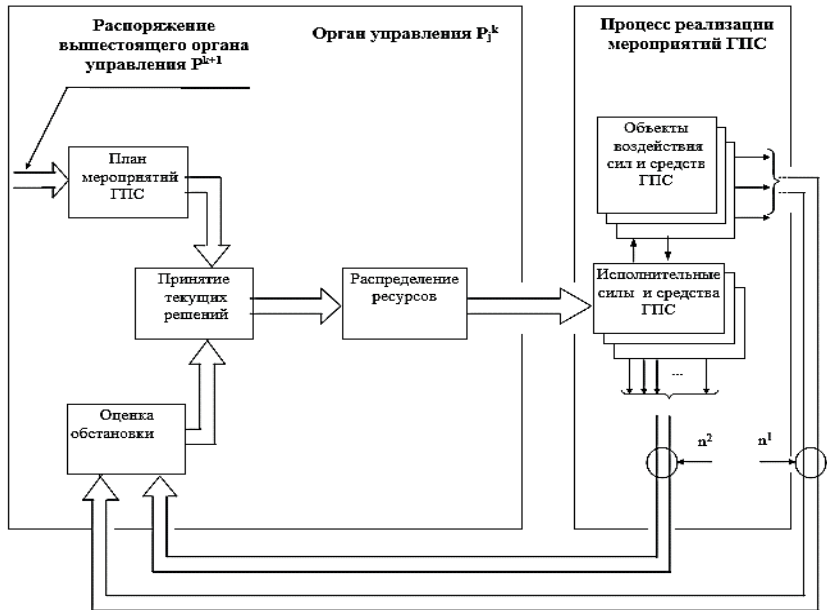 Распоряжение
вышестоящего органа
управления P^k+1
Орган управления P_j^k
Процесс реализации
мероприятий ГПС
План
мероприятий
ГПС
Объекты
воздействия
сил и средств
ГПС
Принятие
текущих
решений
Распределение
ресурсов
Исполнительные
силы и средства
ГПС
...
Оценка
обстановки
n²
n¹